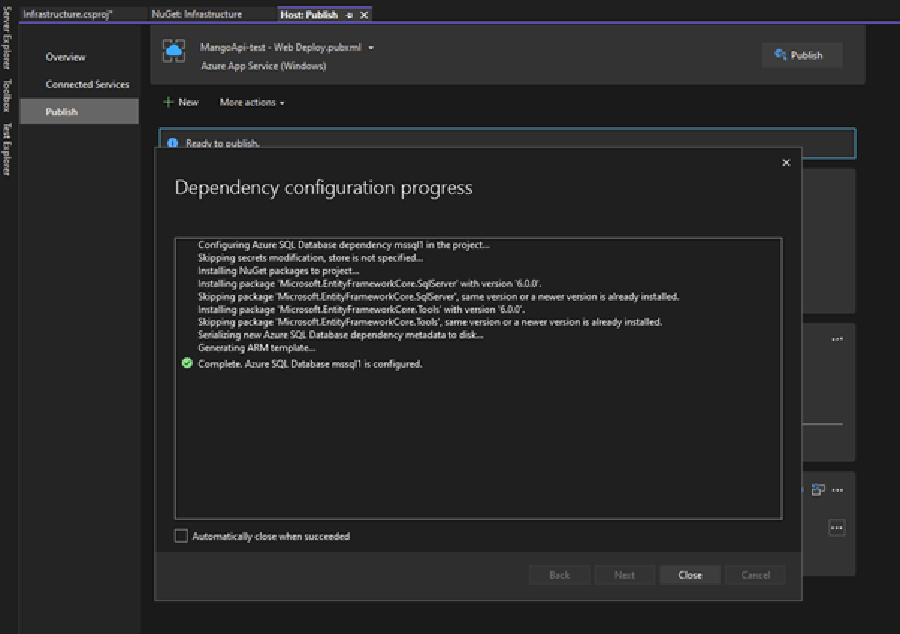 Server Explorer
Toolbox
Test Explorer
Infrastructure.csproj*
NuGet: Infrastructure
Host: Publish
Overview
Connected Services
Publish
MangoApi-test - Web Deploy.pubxml
Azure App Service (Windows)
Publish
New
More actions
Ready to publish.
Dependency configuration progress
Configuring Azure SQL Database dependency mssql1 in the project...
Skipping secrets modification, store is not specified...
Installing NuGet packages to project...
Installing package 'Microsoft.EntityFrameworkCore.SqlServer' with version '6.0.0'.
Skipping package 'Microsoft.EntityFrameworkCore.SqlServer', same version or a newer version is already installed.
Installing package 'Microsoft.EntityFrameworkCore.Tools' with version '6.0.0'.
Skipping package 'Microsoft.EntityFrameworkCore.Tools', same version or a newer version is already installed.
Serializing new Azure SQL Database dependency metadata to disk...
Generating ARM template...
Complete. Azure SQL Database mssql1 is configured.
Automatically close when succeeded
Back
Next
Close
Cancel